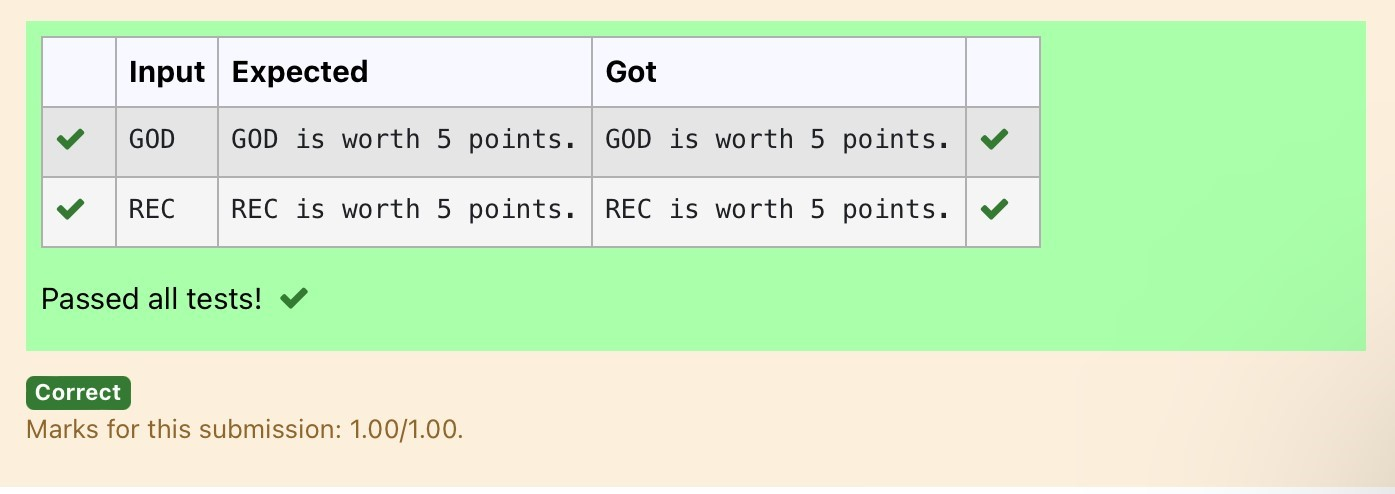 Input Expected Got
GOD GOD is worth 5 points. GOD is worth 5 points.
REC REC is worth 5 points. REC is worth 5 points.
Passed all tests!
Correct
Marks for this submission: 1.00/1.00.